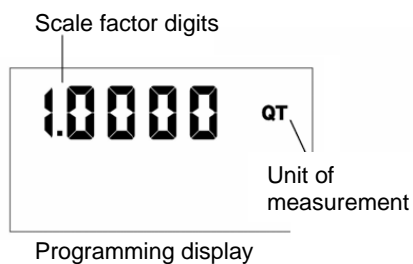 Scale factor digits
1.0000 QT
Unit of
measurement
Programming display